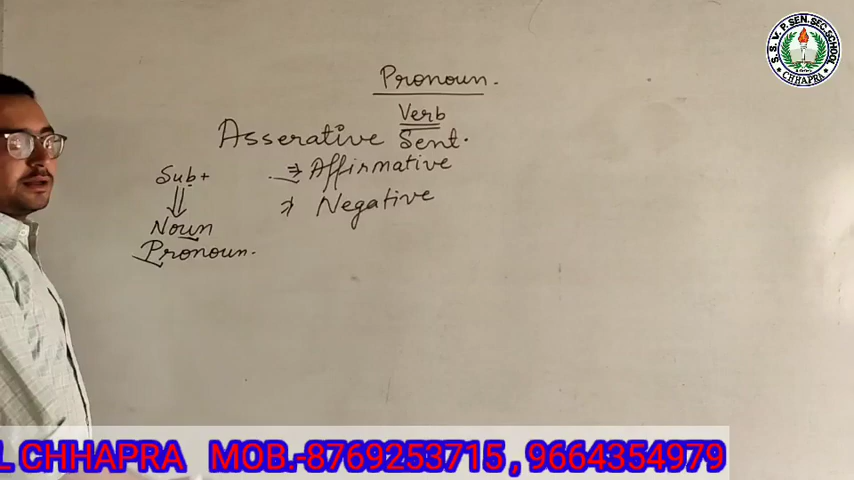 S. S. V. P. SEN. SEC. SCHOOL
CHHAPRA
Pronoun.
Verb
Asserative Sent.
Sub+
⇒ Affirmative
Negative
Noun
Pronoun.
L CHHAPRA MOB.-8769253715 , 9664354979